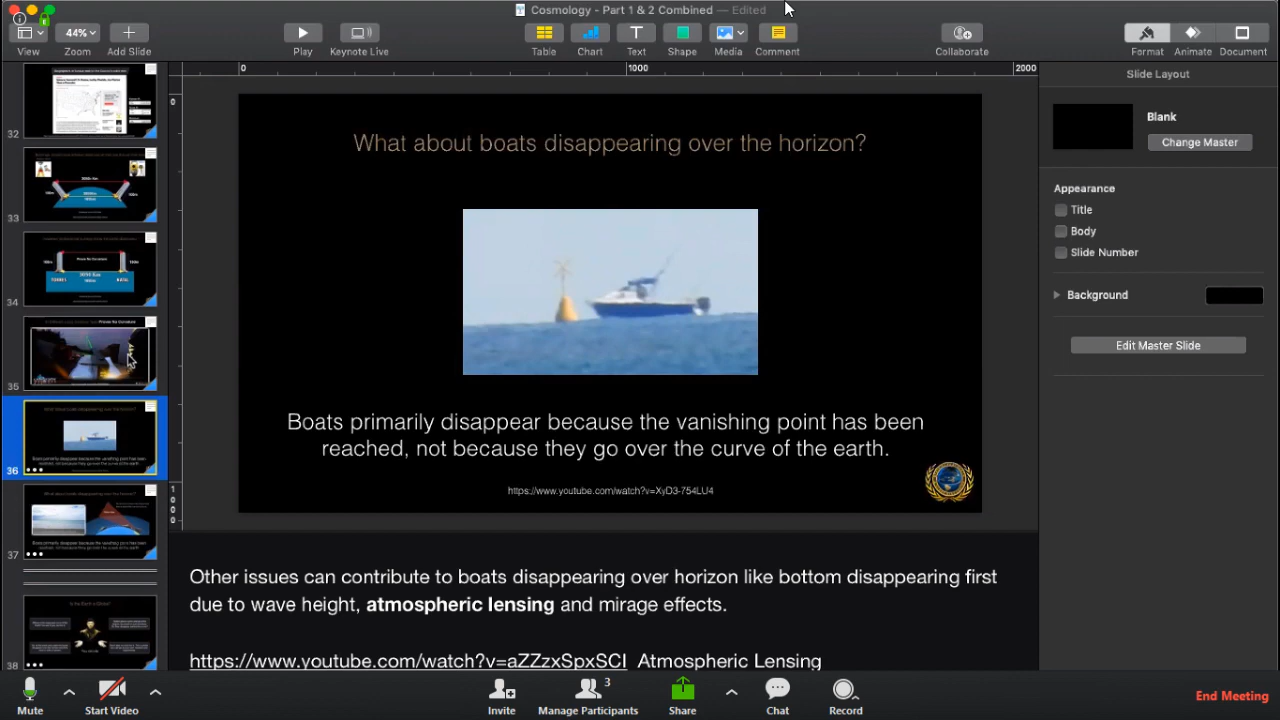 Cosmology - Part 1 & 2 Combined — Edited
View
44%
Zoom
Add Slide
Play
Keynote Live
Table
Chart
Text
Shape
Media
Comment
Collaborate
Format
Animate
Document
0
1000
2000
Slide Layout
Blank
Change Master
Appearance
Title
Body
Slide Number
Background
Edit Master Slide
32
33
34
35
36
37
38
What about boats disappearing over the horizon?
Boats primarily disappear because the vanishing point has been
reached, not because they go over the curve of the earth.
https://www.youtube.com/watch?v=XyD3-754LU4
Other issues can contribute to boats disappearing over horizon like bottom disappearing first
due to wave height, atmospheric lensing and mirage effects.
https://www.youtube.com/watch?v=aZZzxSpxSCI Atmospheric Lensing
Mute
Start Video
Invite
3
Manage Participants
Share
Chat
Record
End Meeting